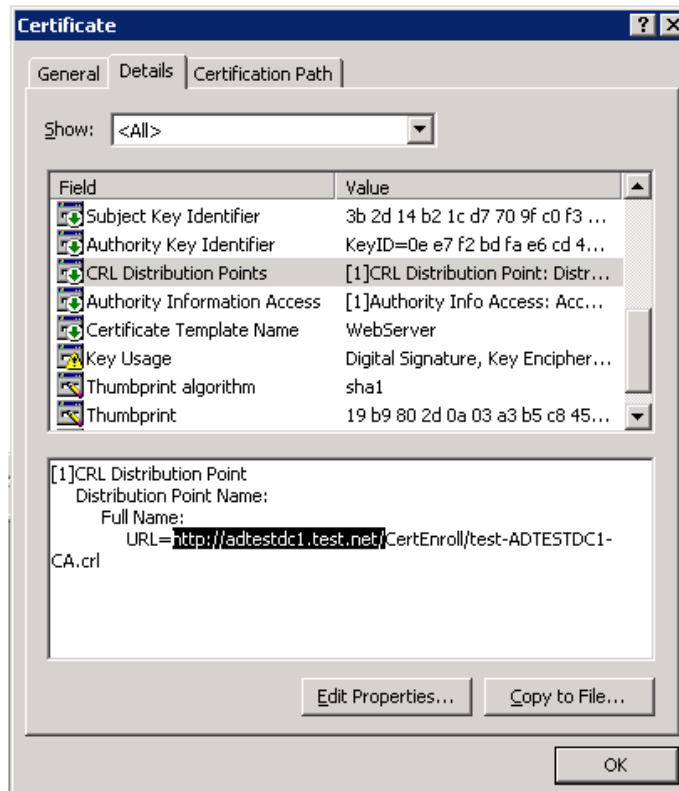 Certificate
General Details Certification Path
Show: <All>
Field Value
Subject Key Identifier 3b 2d 14 b2 1c d7 70 9f c0 f3 ...
Authority Key Identifier KeyID=0e e7 f2 bd fa e6 cd 4...
CRL Distribution Points [1]CRL Distribution Point: Distr...
Authority Information Access [1]Authority Info Access: Acc...
Certificate Template Name WebServer
Key Usage Digital Signature, Key Encipher...
Thumbprint algorithm sha1
Thumbprint 19 b9 80 2d 0a 03 a3 b5 c8 45...
[1]CRL Distribution Point
Distribution Point Name:
Full Name:
URL=http://adtestdc1.test.net/CertEnroll/test-ADTESTDC1-
CA.crl
Edit Properties... Copy to File...
OK